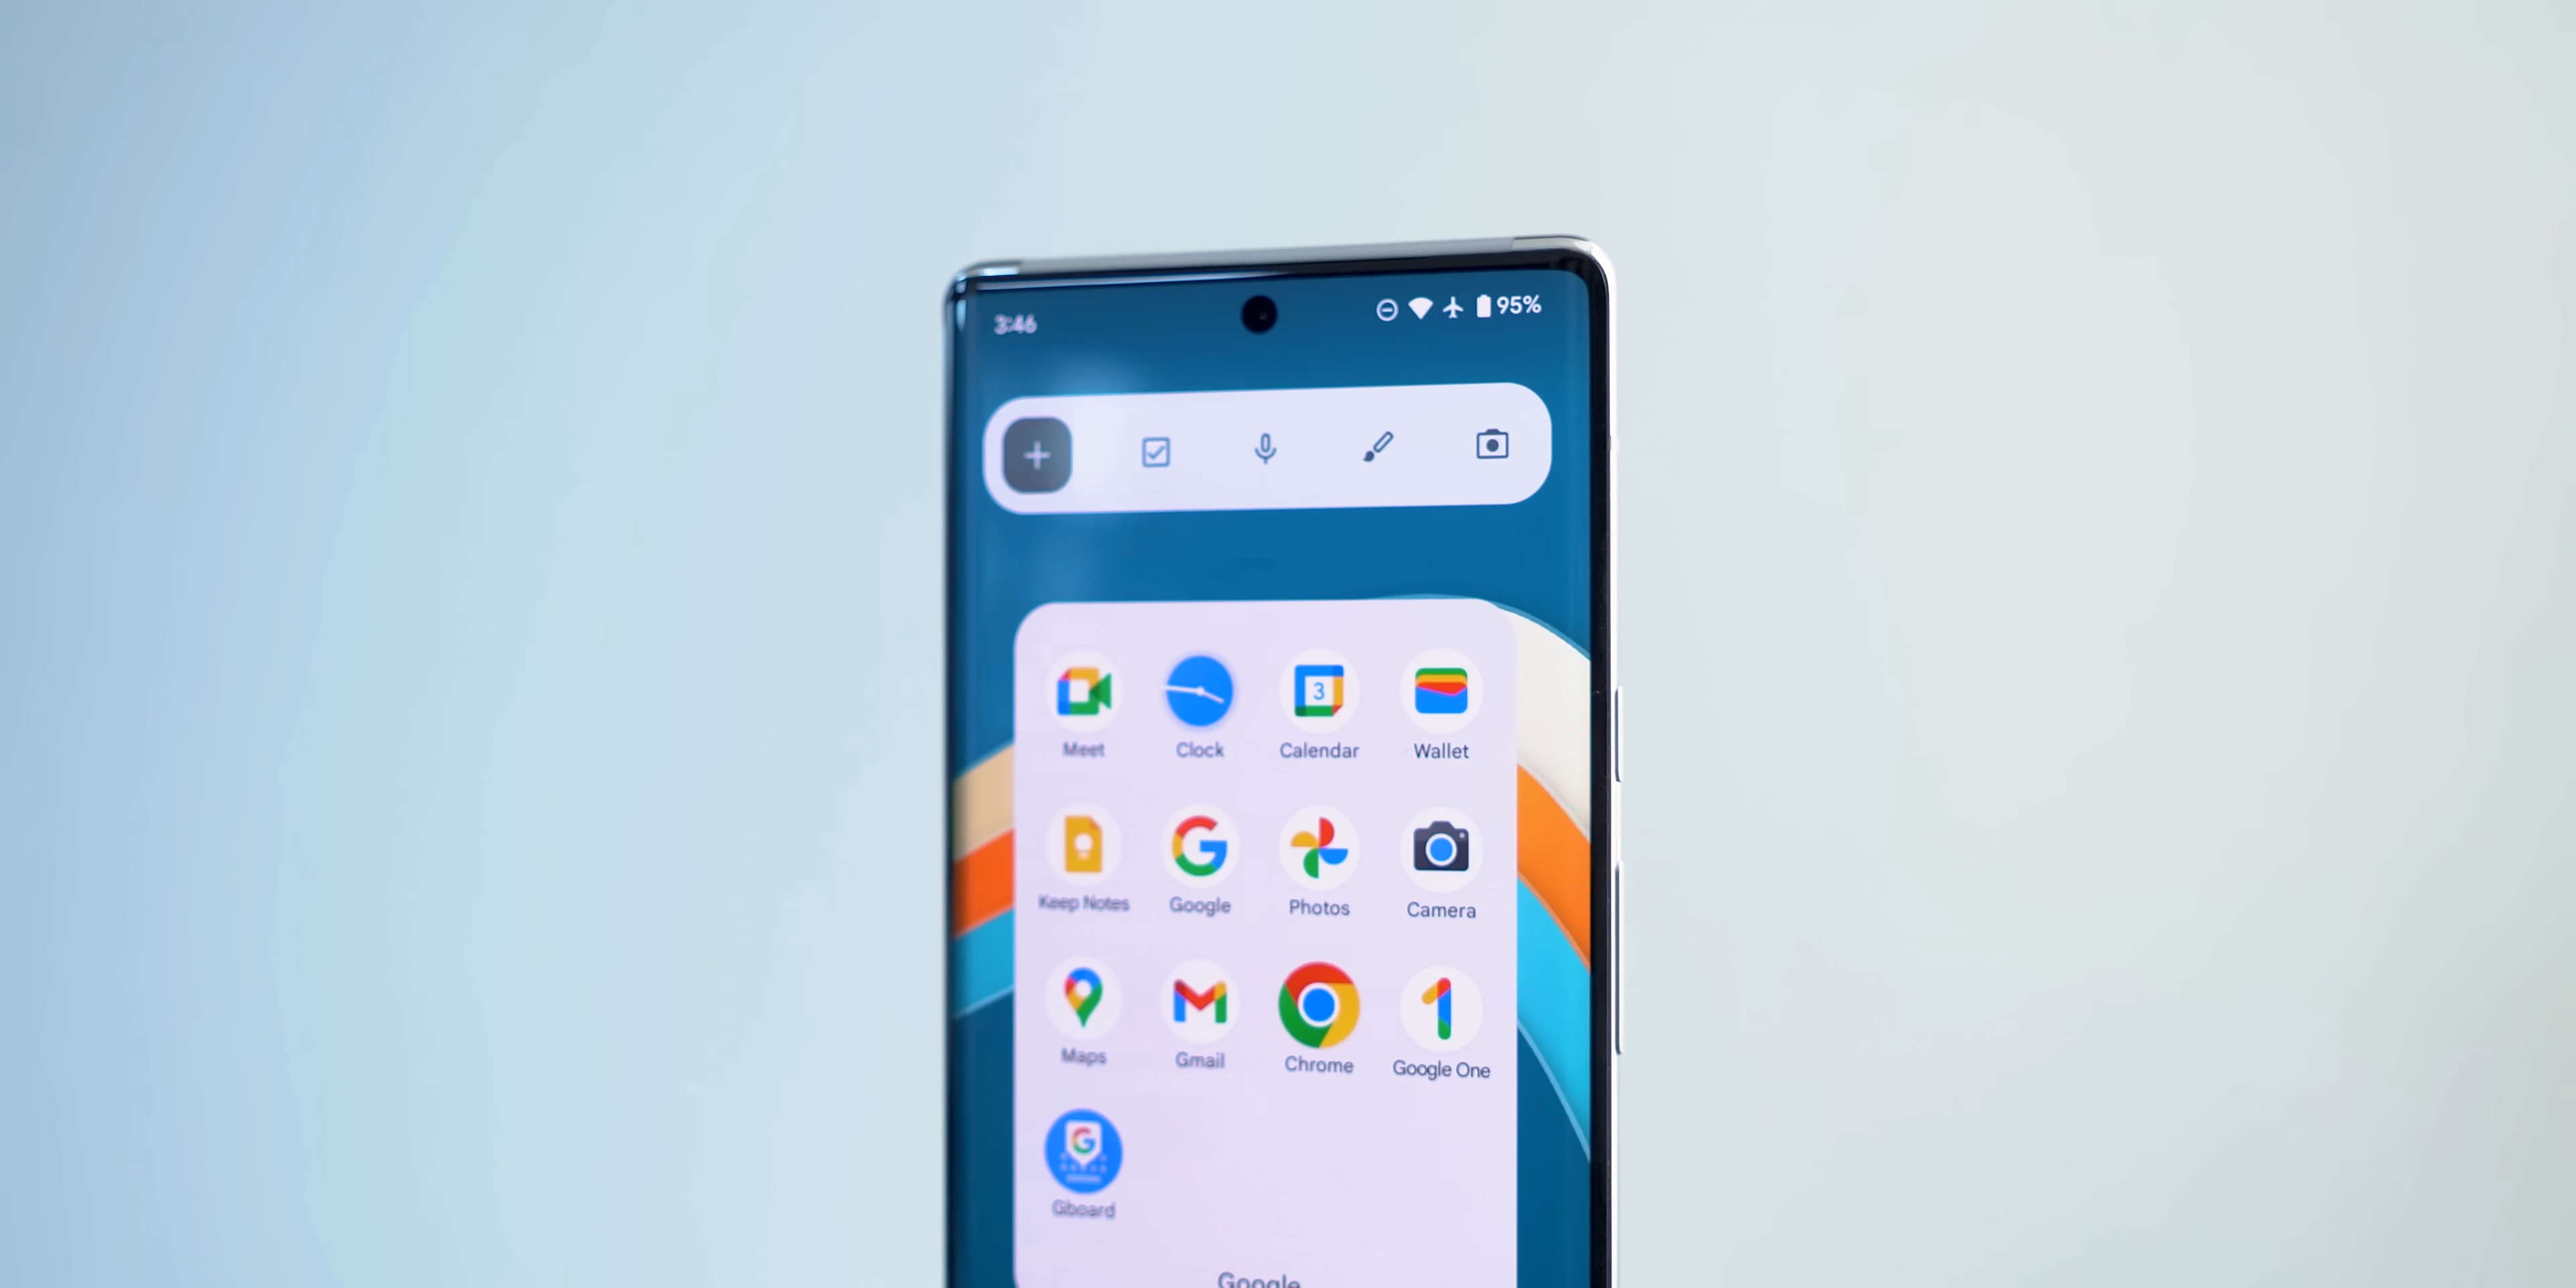 3:46 95%
Meet Clock Calendar Wallet
3
Keep Notes Google Photos Camera
Maps Gmail Chrome Google One
Gboard
Google